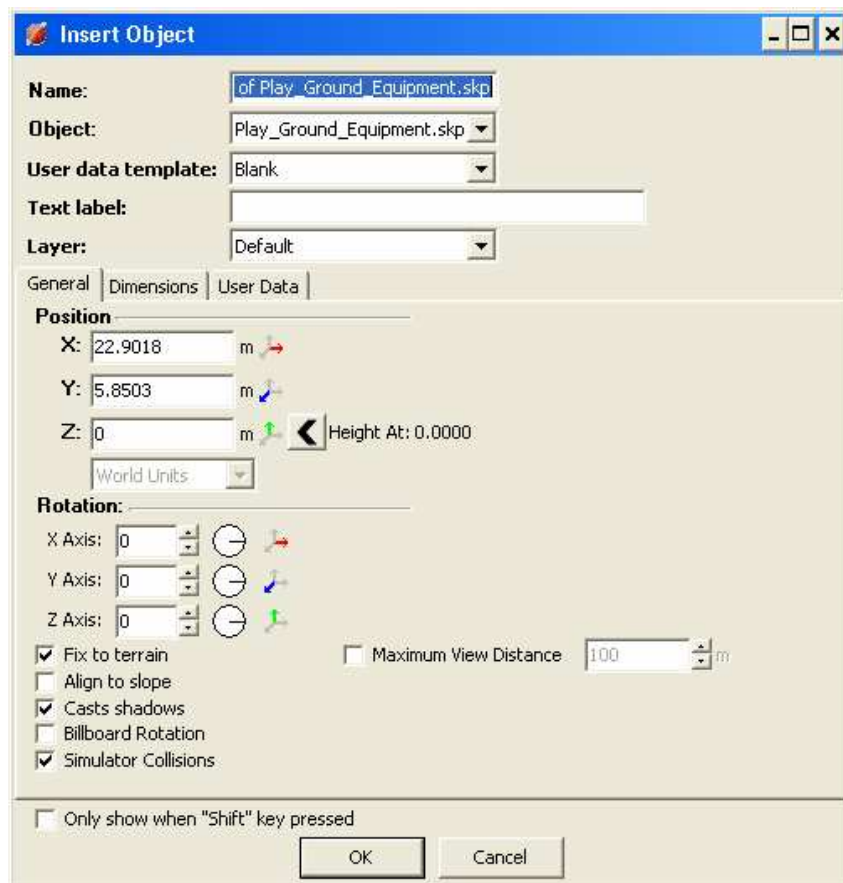 Insert Object
Name: of Play_Ground_Equipment.skp
Object: Play_Ground_Equipment.skp
User data template: Blank
Text label:
Layer: Default
General Dimensions User Data
Position
X: 22.9018 m
Y: 5.8503 m
Z: 0 m Height At: 0.0000
World Units
Rotation:
X Axis: 0
Y Axis: 0
Z Axis: 0
Fix to terrain Maximum View Distance 100 m
Align to slope
Casts shadows
Billboard Rotation
Simulator Collisions
Only show when "Shift" key pressed
OK Cancel